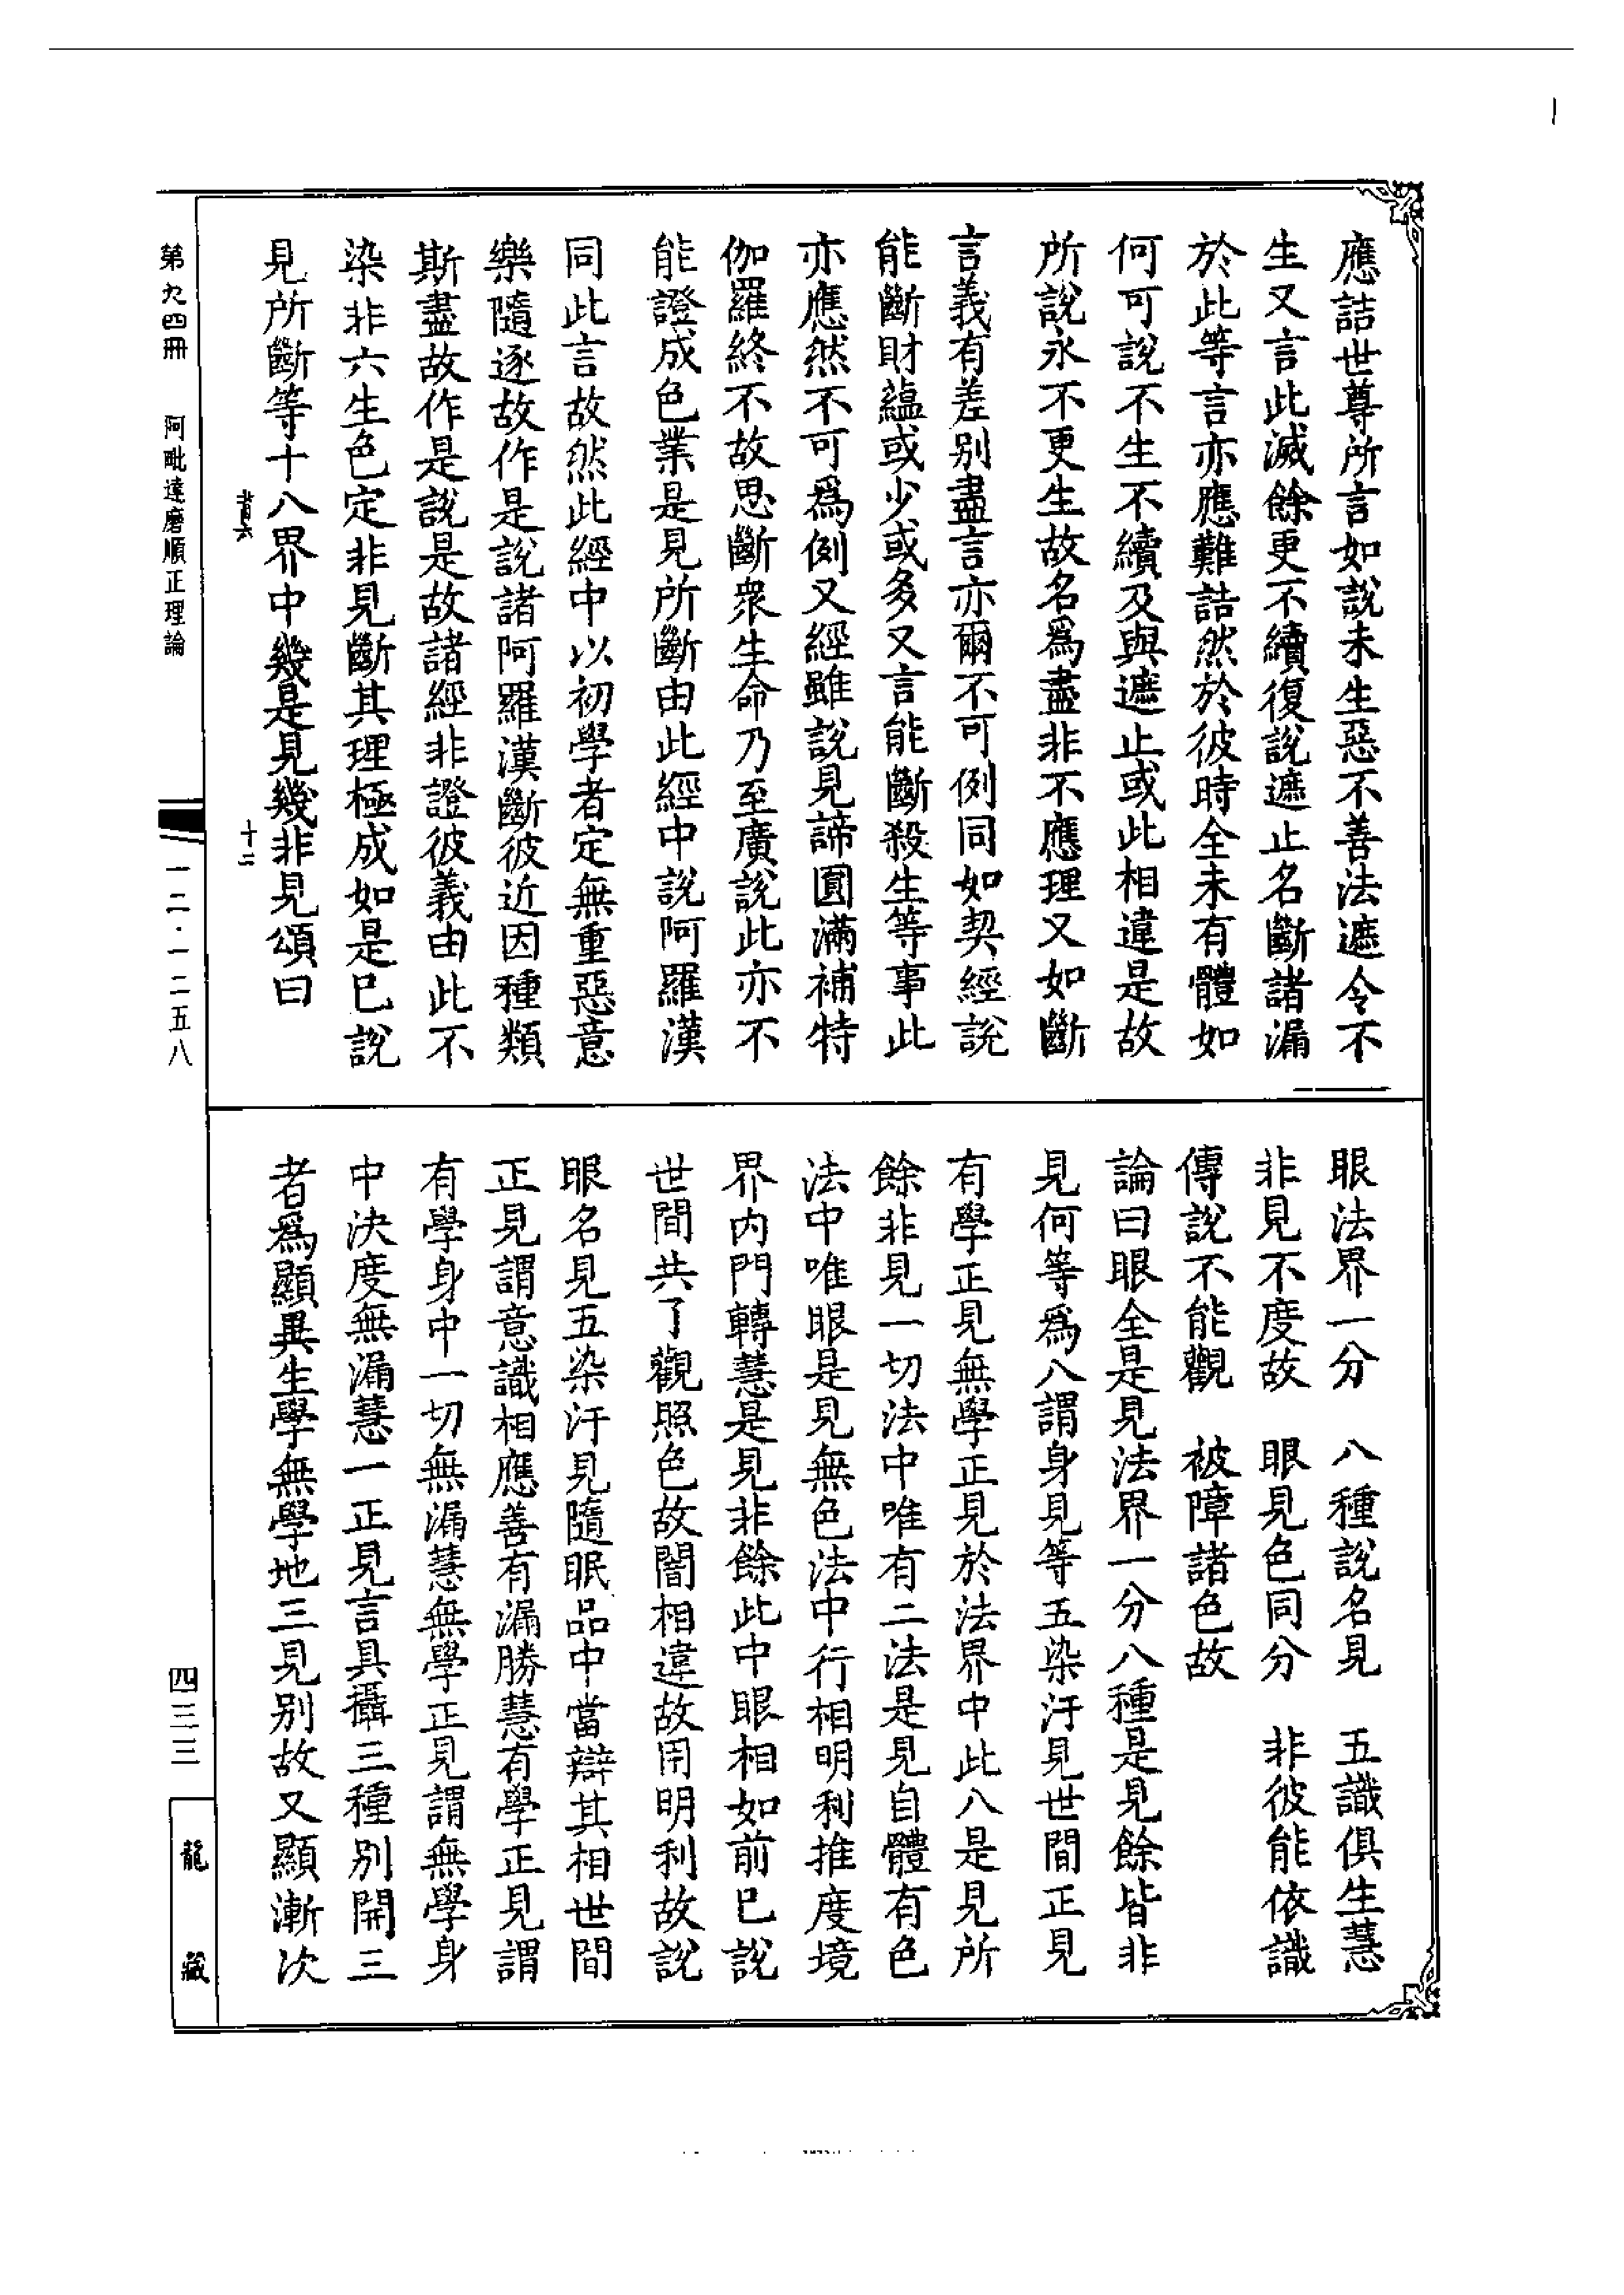 應詰世尊所言如說未生惡不善法遮令不
生又言此滅餘更不續復說遮止名斷諸漏
於此等言亦應難詰然於彼時全未有體如
何可說不生不續及與遮止或此相違是故
所說永不更生故名爲盡非不應理又如斷
言義有差别盡言亦爾不可例同如契經說
能斷財蘊或少或多又言能斷殺生等事此
亦應然不可爲例又經雖說見諦圓滿補特
伽羅終不故思斷衆生命乃至廣說此亦不
能證成色業是見所斷由此經中說阿羅漢
同此言故然此經中以初學者定無重惡意
樂隨逐故作是說諸阿羅漢斷彼近因種類
斯盡故作是說是故諸經非證彼義由此不
染非六生色定非見斷其理極成如是已說
見所斷等十八界中幾是見幾非見頌曰
十二
眼法界一分　八種說名見　五識俱生慧
非見不度故　眼見色同分　非彼能依識
傳說不能觀　被障諸色故
論曰眼全是見法界一分八種是見餘皆非
見何等爲八謂身見等五染汙見世間正見
有學正見無學正見於法界中此八是見所
餘非見一切法中唯有二法是見自體有色
法中唯眼是見無色法中行相明利推度境
界內門轉慧是見非餘此中眼相如前已說
世間共了觀照色故闇相違故用明利故說
眼名見五染汙見隨眠品中當辯其相世間
正見謂意識相應善有漏勝慧有學正見謂
有學身中一切無漏慧無學正見謂無學身
中決度無漏慧一正見言具攝三種別開三
者爲顯異生學無學地三見别故又顯漸次
第九四冊　阿毗達磨順正理論
一二·一二五八
四三三
龍藏